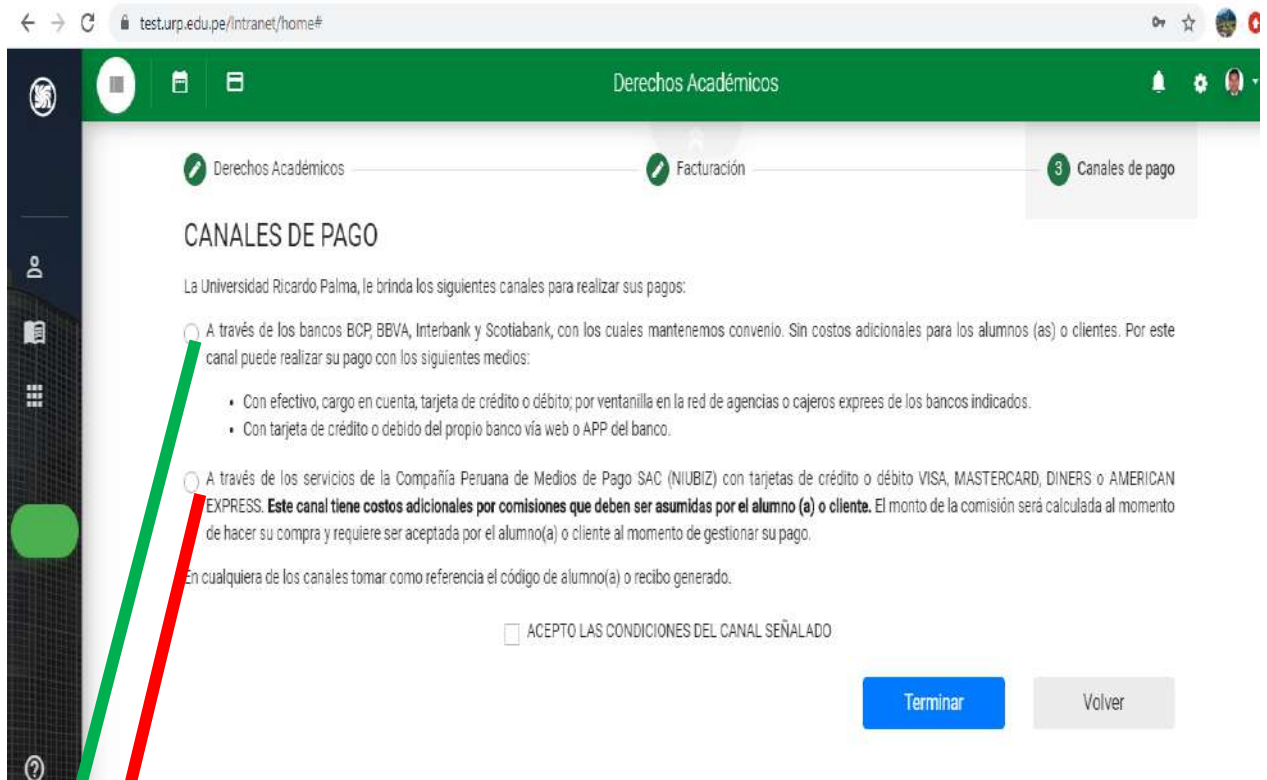 test.urp.edu.pe/Intranet/home#
Derechos Académicos
Derechos Académicos
Facturación
3 Canales de pago
CANALES DE PAGO
La Universidad Ricardo Palma, le brinda los siguientes canales para realizar sus pagos:
A través de los bancos BCP, BBVA, Interbank y Scotiabank, con los cuales mantenemos convenio. Sin costos adicionales para los alumnos (as) o clientes. Por este
canal puede realizar su pago con los siguientes medios:
• Con efectivo, cargo en cuenta, tarjeta de crédito o débito; por ventanilla en la red de agencias o cajeros exprees de los bancos indicados.
• Con tarjeta de crédito o debido del propio banco vía web o APP del banco.
A través de los servicios de la Compañía Peruana de Medios de Pago SAC (NIUBIZ) con tarjetas de crédito o débito VISA, MASTERCARD, DINERS o AMERICAN
EXPRESS. Este canal tiene costos adicionales por comisiones que deben ser asumidas por el alumno (a) o cliente. El monto de la comisión será calculada al momento
de hacer su compra y requiere ser aceptada por el alumno(a) o cliente al momento de gestionar su pago.
En cualquiera de los canales tomar como referencia el código de alumno(a) o recibo generado.
ACEPTO LAS CONDICIONES DEL CANAL SEÑALADO
Terminar
Volver